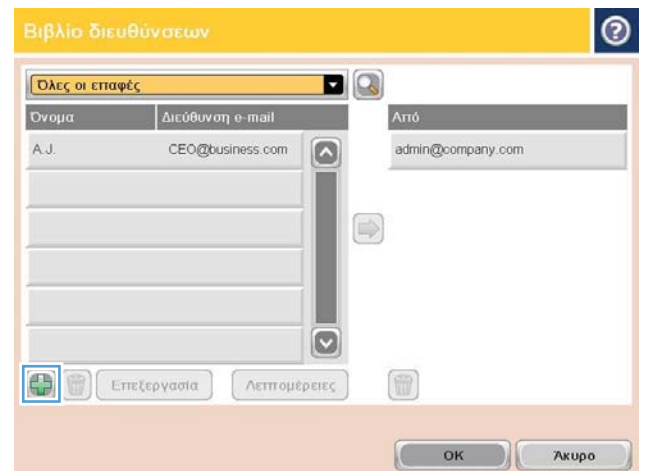 Βιβλίο διευθύνσεων
Όλες οι επαφές
Όνομα Διεύθυνση e-mail Από
A.J. CEO@business.com admin@company.com
Επεξεργασία Λεπτομέρειες
OK Άκυρο